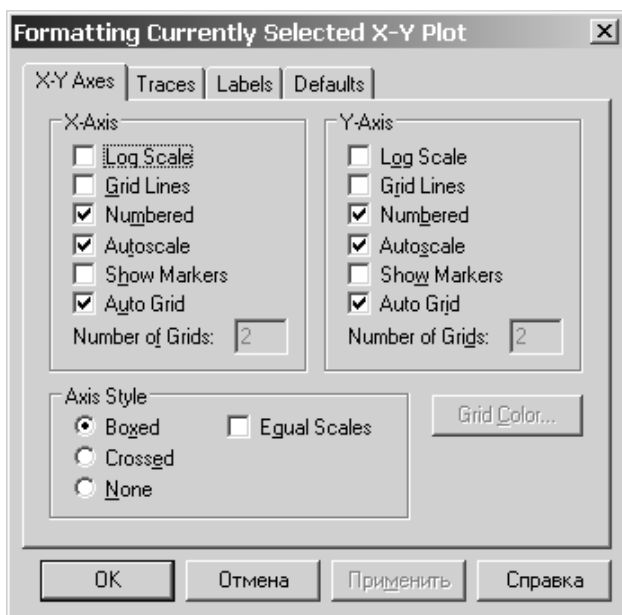 Formatting Currently Selected X-Y Plot
X-Y Axes Traces Labels Defaults
X-Axis Y-Axis
Log Scale Log Scale
Grid Lines Grid Lines
Numbered Numbered
Autoscale Autoscale
Show Markers Show Markers
Auto Grid Auto Grid
Number of Grids: 2 Number of Grids: 2
Axis Style
Boxed Equal Scales Grid Color...
Crossed
None
OK Отмена Применить Справка